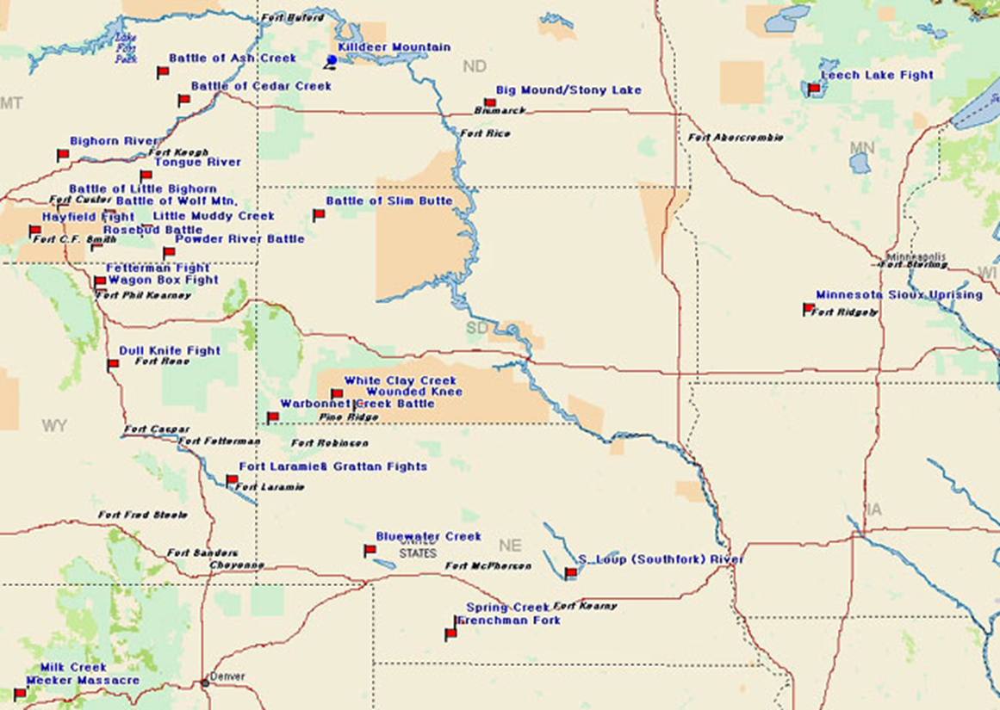 Fort Buford
Lake
Fort
Peck
Killdeer Mountain
Battle of Ash Creek
ND
Leech Lake Fight
Battle of Cedar Creek
Big Mound/Stony Lake
MT
Bismarck
Fort Rice
Fort Abercrombie
Bighorn River
MN
Fort Keogh
Tongue River
Battle of Little Bighorn
Fort Custer
Battle of Wolf Mtn.
Battle of Slim Butte
Hayfield Fight
Little Muddy Creek
Rosebud Battle
Fort C.F. Smith
Powder River Battle
Minneapolis
Fort Sterling
Fetterman Fight
WI
Wagon Box Fight
Fort Phil Kearney
Minnesota Sioux Uprising
Fort Ridgely
SD
Dull Knife Fight
Fort Reno
White Clay Creek
Wounded Knee
Warbonnet Creek Battle
Pine Ridge
WY
Fort Caspar
Fort Fetterman
Fort Robinson
Fort Laramie& Grattan Fights
Fort Laramie
IA
Fort Fred Steele
Bluewater Creek
UNITED
STATES
NE
Fort Sanders
Cheyenne
Fort McPherson
S. Loup (Southfork) River
Spring Creek
Fort Kearny
Frenchman Fork
Milk Creek
Meeker Massacre
Denver